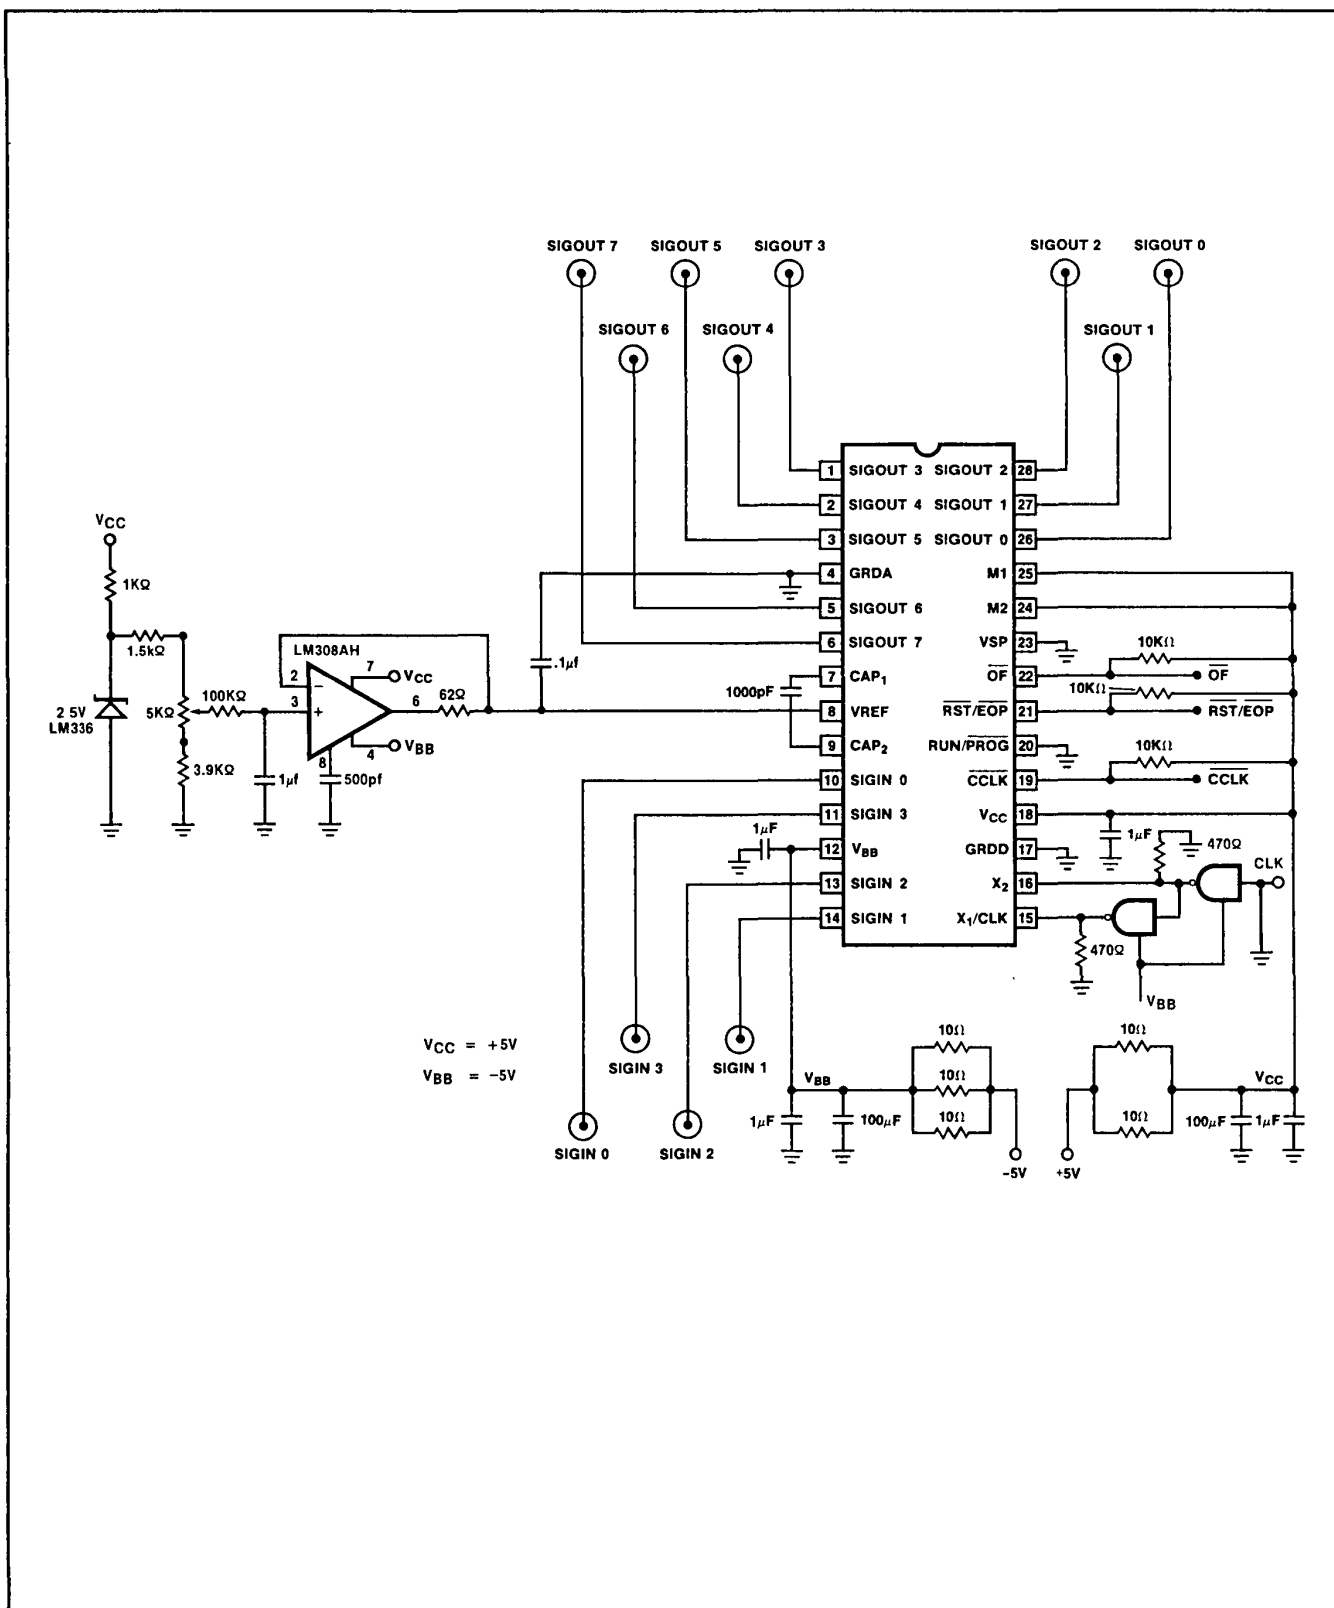 SIGOUT 7 SIGOUT 5 SIGOUT 3 SIGOUT 2 SIGOUT 0
SIGOUT 6 SIGOUT 4 SIGOUT 1
1 SIGOUT 3 SIGOUT 2 28
2 SIGOUT 4 SIGOUT 1 27
3 SIGOUT 5 SIGOUT 0 26
4 GRDA M1 25
5 SIGOUT 6 M2 24
6 SIGOUT 7 VSP 23
7 CAP1 OF 22
8 VREF RST/EOP 21
9 CAP2 RUN/PROG 20
10 SIGIN 0 CCLK 19
11 SIGIN 3 VCC 18
12 VBB GRDD 17
13 SIGIN 2 X2 16
14 SIGIN 1 X1/CLK 15
VCC
1KΩ
1.5kΩ
2 5V
LM336
5KΩ
3.9KΩ
100KΩ
1μf
LM308AH
2
−
3
+
7
VCC
6
62Ω
4
VBB
8
500pf
.1μf
1000pF
1μF
10KΩ
OF
10KΩ
RST/EOP
10KΩ
CCLK
1μF
470Ω
CLK
470Ω
VBB
VCC = +5V
VBB = −5V
SIGIN 3 SIGIN 1
SIGIN 0 SIGIN 2
VBB
1μF
100μF
10Ω
10Ω
10Ω
−5V
+5V
10Ω
10Ω
VCC
100μF
1μF